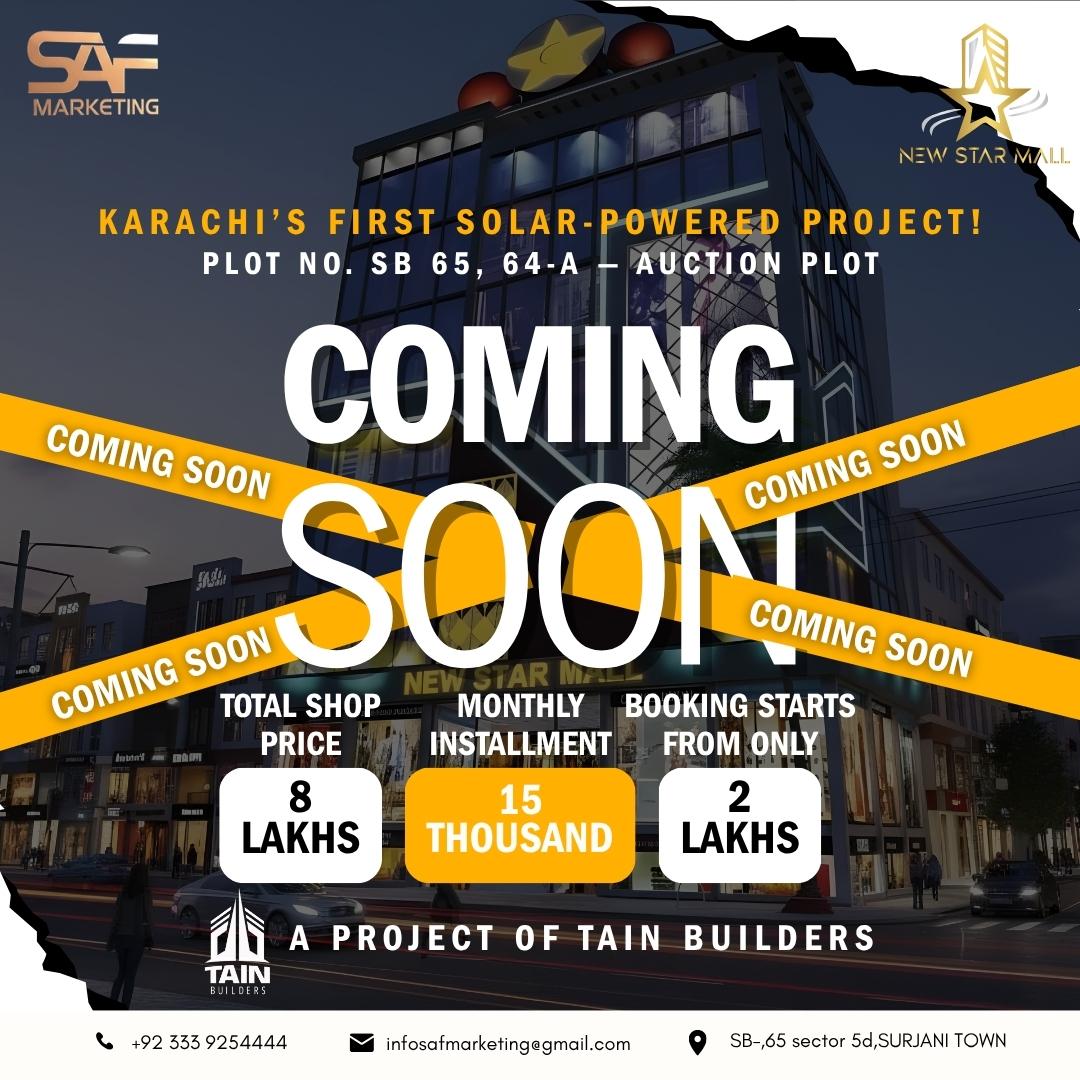 SAF
MARKETING
NEW STAR MALL
KARACHI'S FIRST SOLAR-POWERED PROJECT!
PLOT NO. SB 65, 64-A – AUCTION PLOT
COMING
SOON
COMING SOON
COMING SOON
COMING SOON
COMING SOON
NEW STAR MALL
TOTAL SHOP
PRICE
8
LAKHS
MONTHLY
INSTALLMENT
15
THOUSAND
BOOKING STARTS
FROM ONLY
2
LAKHS
TAIN
BUILDERS
A PROJECT OF TAIN BUILDERS
+92 333 9254444
infosafmarketing@gmail.com
SB-,65 sector 5d,SURJANI TOWN